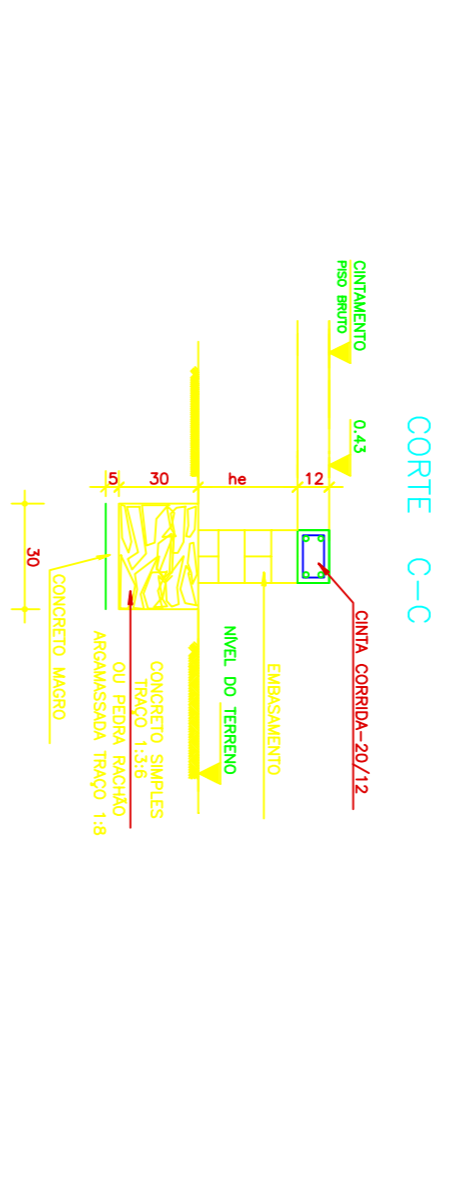 CORTE C-C
CINTAMENTO
PISO BRUTO
0.43
5
30
he
12
30
CINTA CORRIDA-20/12
EMBASAMENTO
NIVEL DO TERRENO
CONCRETO SIMPLES
TRAÇO 1:3:6
OU PEDRA RACHÃO
ARGAMASSADA TRAÇO 1:8
CONCRETO MAGRO